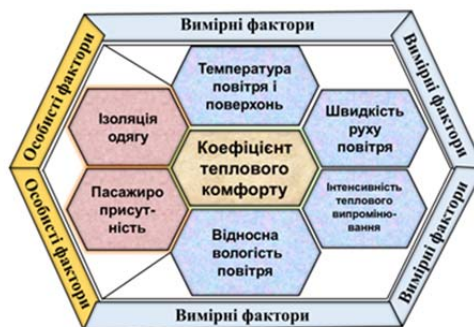 Вимірні фактори
Особисті фактори
Вимірні фактори
Температура
повітря і
поверхонь
Ізоляція
одягу
Швидкість
руху
повітря
Коефіцієнт
теплового
комфорту
Пасажиро
присут-
ність
Інтенсивність
теплового
випроміню-
вання
Відносна
вологість
повітря
Особисті фактори
Вимірні фактори
Вимірні фактори